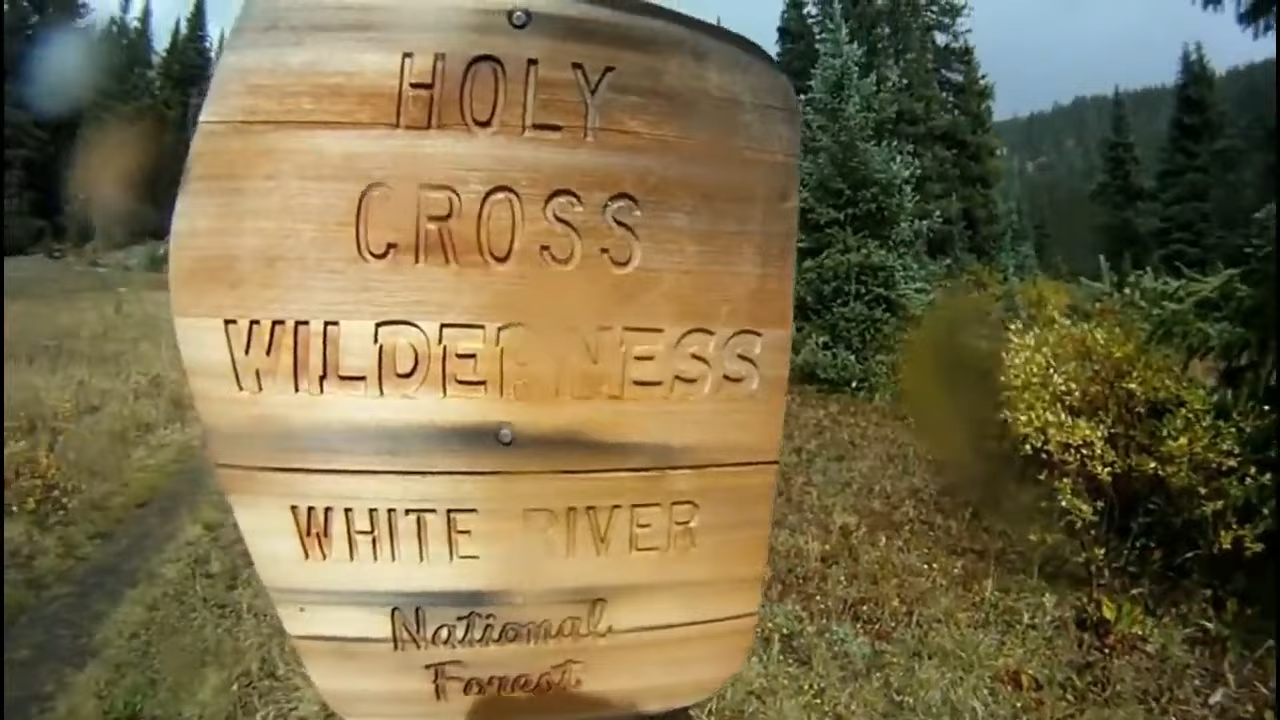 HOLY
CROSS
WILDERNESS
WHITE RIVER
National
Forest